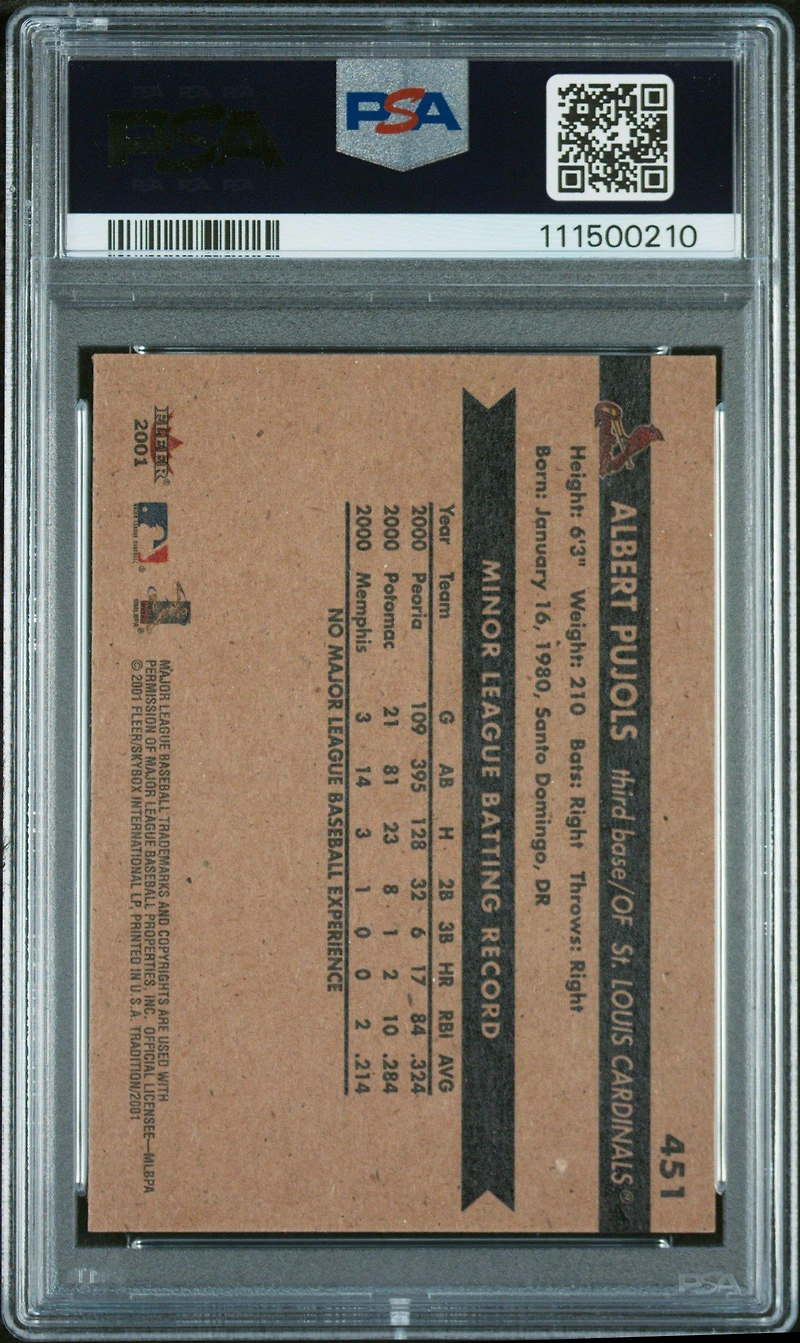 PSA
PSA
111500210
451
ALBERT PUJOLS third base/OF St. LOUIS CARDINALS®
Height: 6'3" Weight: 210 Bats: Right Throws: Right
Born: January 16, 1980, Santo Domingo, DR
MINOR LEAGUE BATTING RECORD
Year Team G AB H 2B 3B HR RBI AVG
2000 Peoria 109 395 128 32 6 17 84 .324
2000 Potomac 21 81 23 8 1 2 10 .284
2000 Memphis 3 14 3 1 0 0 2 .214
NO MAJOR LEAGUE BASEBALL EXPERIENCE
FLEER®
2001
MAJOR LEAGUE BASEBALL TRADEMARKS AND COPYRIGHTS ARE USED WITH
PERMISSION OF MAJOR LEAGUE BASEBALL PROPERTIES, INC. OFFICIAL LICENSEE—MLBPA
© 2001 FLEER/SKYBOX INTERNATIONAL LP, PRINTED IN U.S.A. TRADITION/2001
PSA